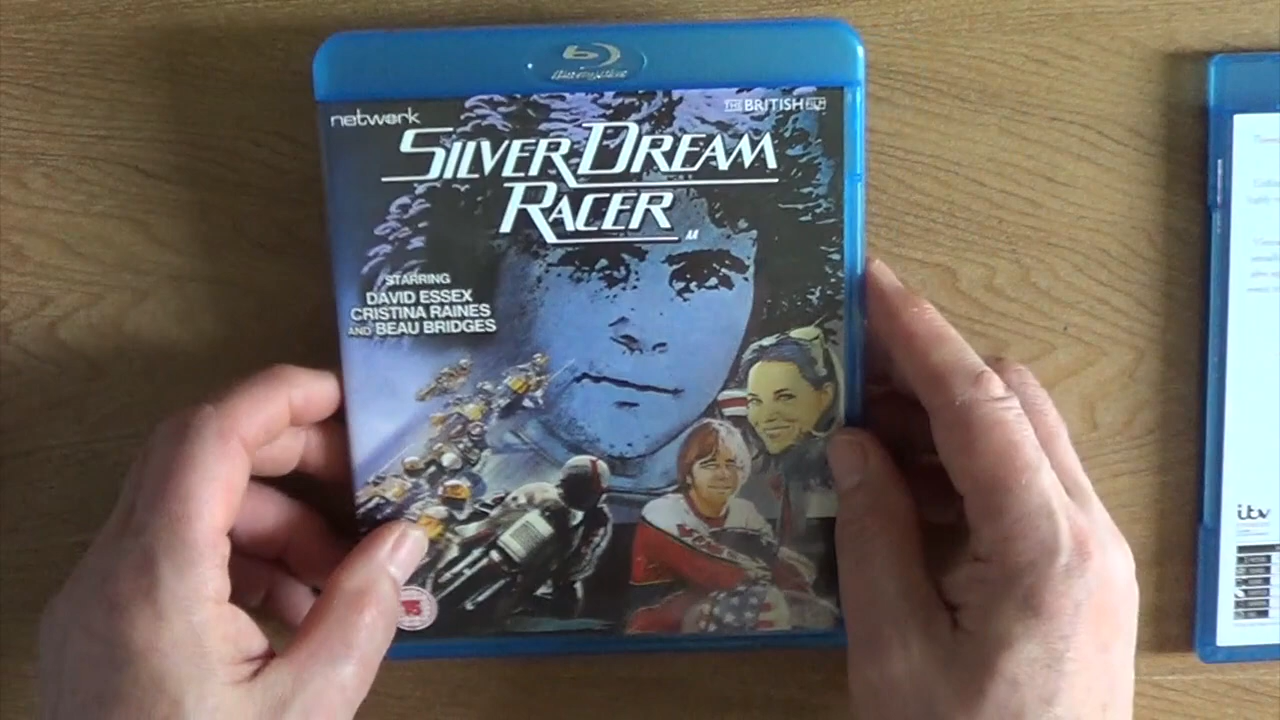 Blu-ray Disc
network
THE BRITISH FILM
SILVER DREAM
RACER
AA
STARRING
DAVID ESSEX
CRISTINA RAINES
AND BEAU BRIDGES
15
itv